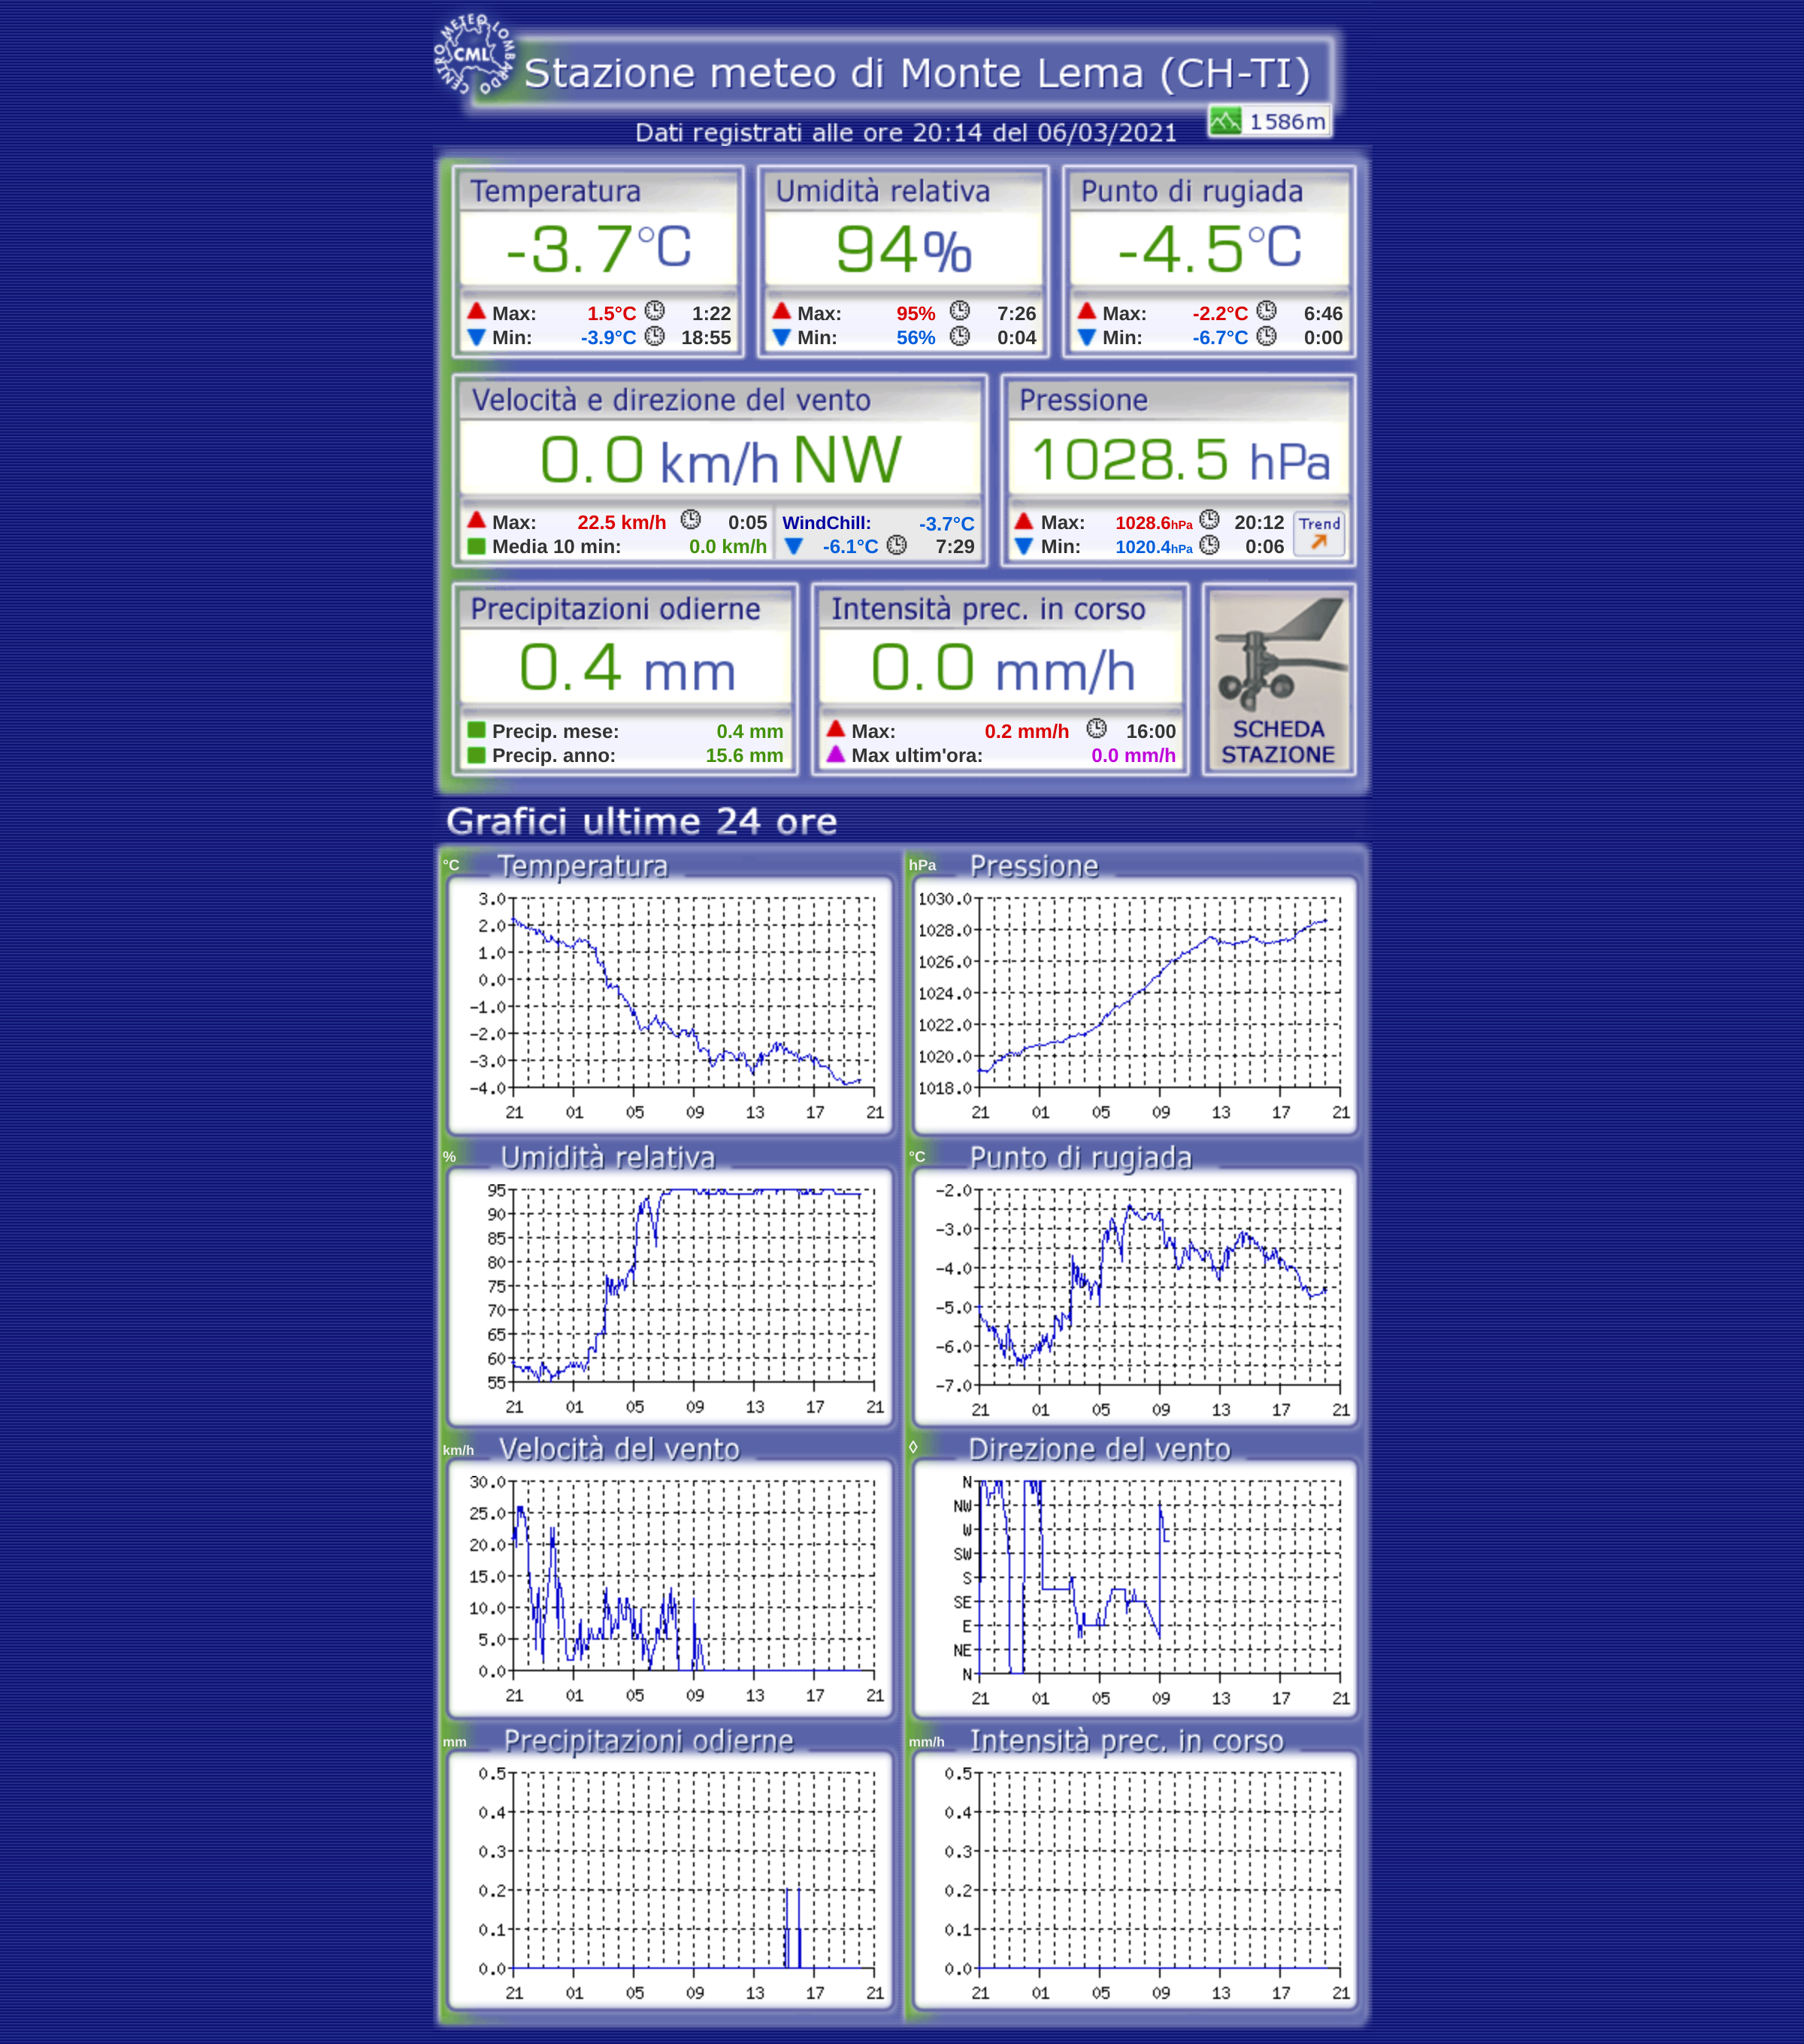 CENTRO METEO LOMBARDO
CML
Stazione meteo di Monte Lema (CH-TI)
1586m
Dati registrati alle ore 20:14 del 06/03/2021
Temperatura Umidità relativa Punto di rugiada
-3.7°C 94% -4.5°C
Max: 1.5°C 1:22 Max: 95% 7:26 Max: -2.2°C 6:46
Min: -3.9°C 18:55 Min: 56% 0:04 Min: -6.7°C 0:00
Velocità e direzione del vento Pressione
0.0 km/h NW 1028.5 hPa
Max: 22.5 km/h 0:05 WindChill: -3.7°C Max: 1028.6hPa 20:12 Trend
Media 10 min: 0.0 km/h -6.1°C 7:29 Min: 1020.4hPa 0:06
Precipitazioni odierne Intensità prec. in corso
0.4 mm 0.0 mm/h
Precip. mese: 0.4 mm Max: 0.2 mm/h 16:00 SCHEDA
Precip. anno: 15.6 mm Max ultim'ora: 0.0 mm/h STAZIONE
Grafici ultime 24 ore
°C Temperatura
3.0
2.0
1.0
0.0
-1.0
-2.0
-3.0
-4.0
21 01 05 09 13 17 21
hPa Pressione
1030.0
1028.0
1026.0
1024.0
1022.0
1020.0
1018.0
21 01 05 09 13 17 21
% Umidità relativa
95
90
85
80
75
70
65
60
55
21 01 05 09 13 17 21
°C Punto di rugiada
-2.0
-3.0
-4.0
-5.0
-6.0
-7.0
21 01 05 09 13 17 21
km/h Velocità del vento
30.0
25.0
20.0
15.0
10.0
5.0
0.0
21 01 05 09 13 17 21
◊ Direzione del vento
N
NW
W
SW
S
SE
E
NE
N
21 01 05 09 13 17 21
mm Precipitazioni odierne
0.5
0.4
0.3
0.2
0.1
0.0
21 01 05 09 13 17 21
mm/h Intensità prec. in corso
0.5
0.4
0.3
0.2
0.1
0.0
21 01 05 09 13 17 21